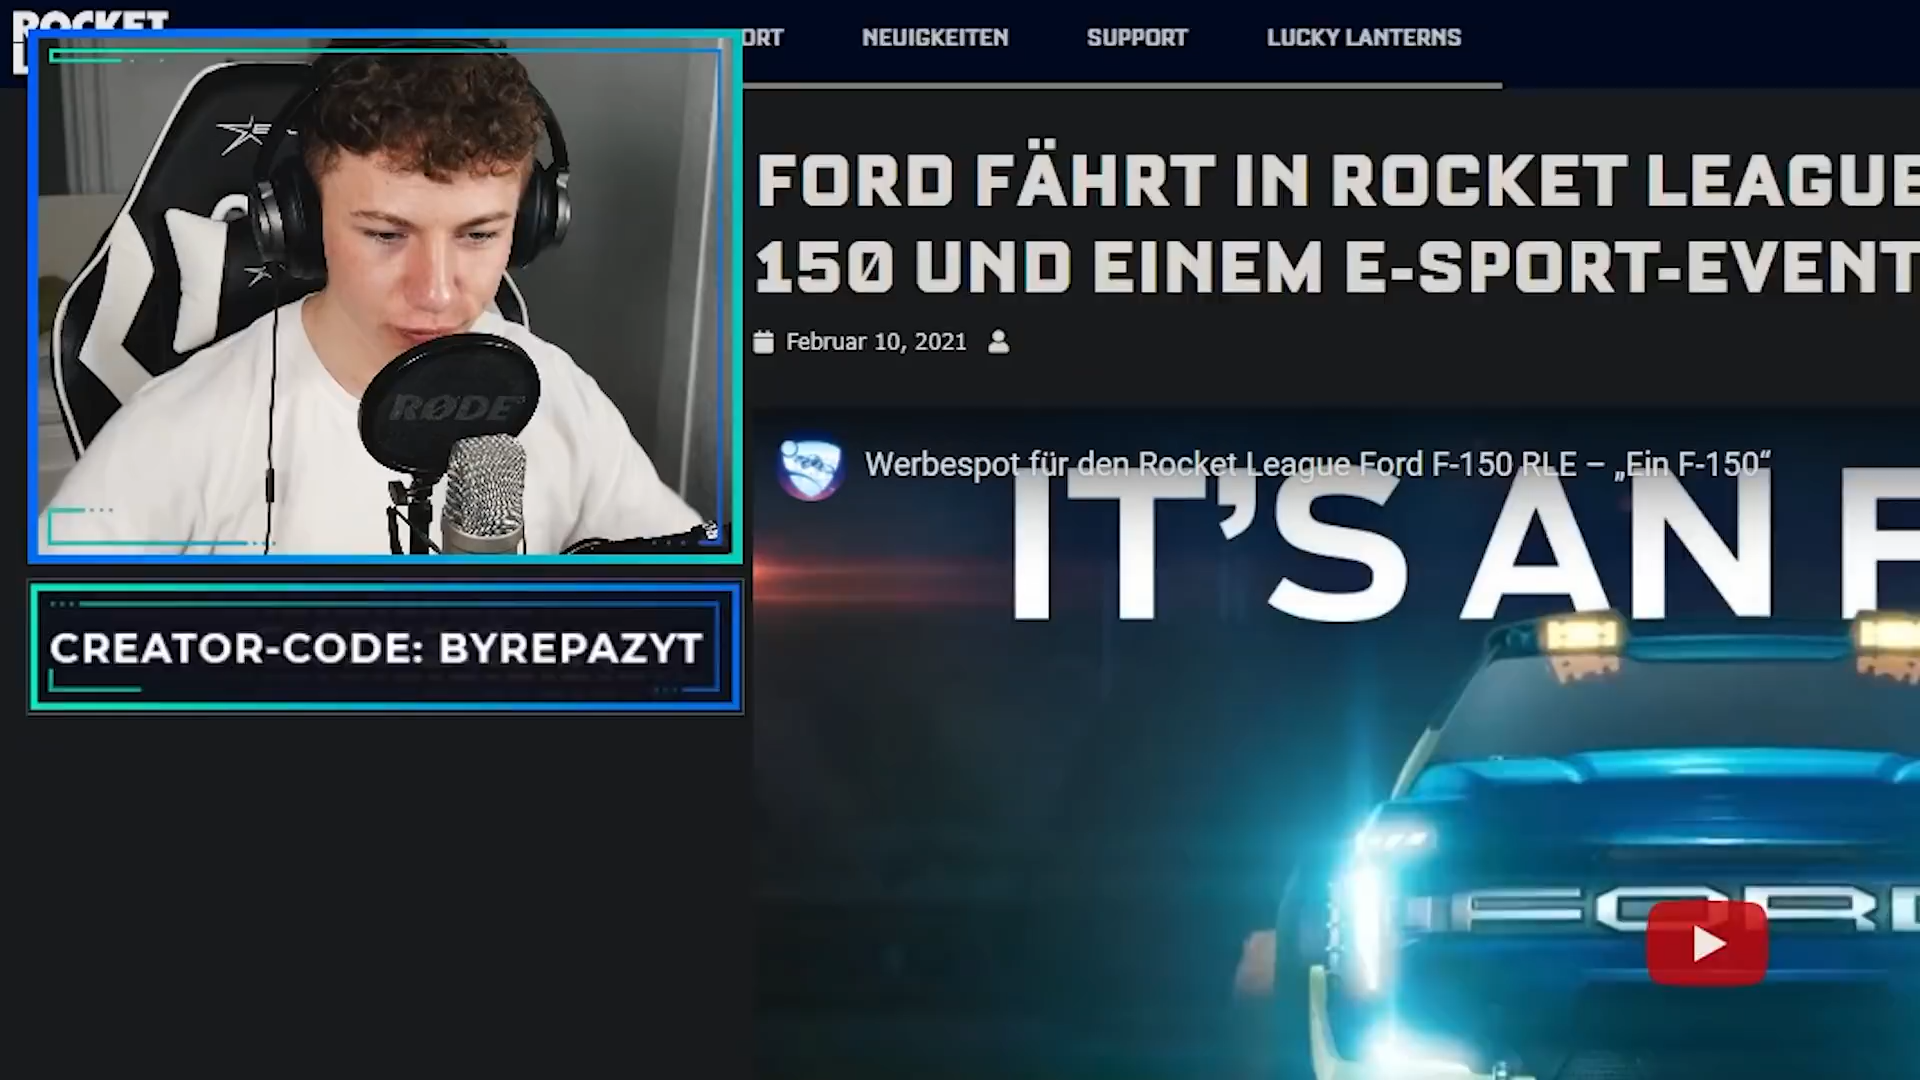 ROCKET
ORT NEUIGKEITEN SUPPORT LUCKY LANTERNS
FORD FÄHRT IN ROCKET LEAGUE
150 UND EINEM E-SPORT-EVENT
Februar 10, 2021
Werbespot für den Rocket League Ford F-150 RLE – „Ein F-150“
IT'S AN F
RØDE
CREATOR-CODE: BYREPAZYT
FORD